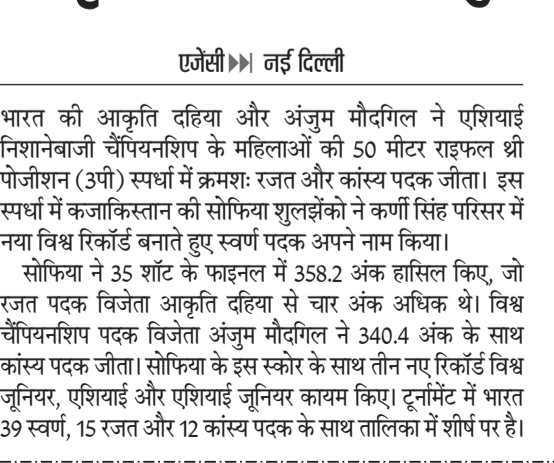 एजेंसी नई दिल्ली
भारत की आकृति दहिया और अंजुम मौदगिल ने एशियाई
निशानेबाजी चैंपियनशिप के महिलाओं की 50 मीटर राइफल थ्री
पोजीशन (3पी) स्पर्धा में क्रमशः रजत और कांस्य पदक जीता। इस
स्पर्धा में कजाकिस्तान की सोफिया शुलझेंको ने कर्णी सिंह परिसर में
नया विश्व रिकॉर्ड बनाते हुए स्वर्ण पदक अपने नाम किया।
सोफिया ने 35 शॉट के फाइनल में 358.2 अंक हासिल किए, जो
रजत पदक विजेता आकृति दहिया से चार अंक अधिक थे। विश्व
चैंपियनशिप पदक विजेता अंजुम मौदगिल ने 340.4 अंक के साथ
कांस्य पदक जीता। सोफिया के इस स्कोर के साथ तीन नए रिकॉर्ड विश्व
जूनियर, एशियाई और एशियाई जूनियर कायम किए। टूर्नामेंट में भारत
39 स्वर्ण, 15 रजत और 12 कांस्य पदक के साथ तालिका में शीर्ष पर है।